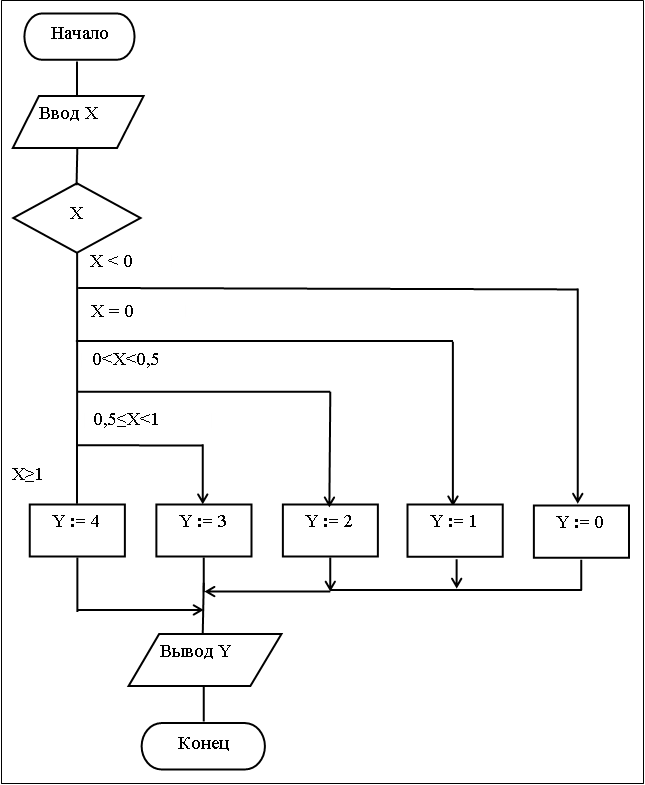 Начало
Ввод X
X
X < 0
X = 0
0<X<0,5
0,5≤X<1
X≥1
Y := 4
Y := 3
Y := 2
Y := 1
Y := 0
Вывод Y
Конец